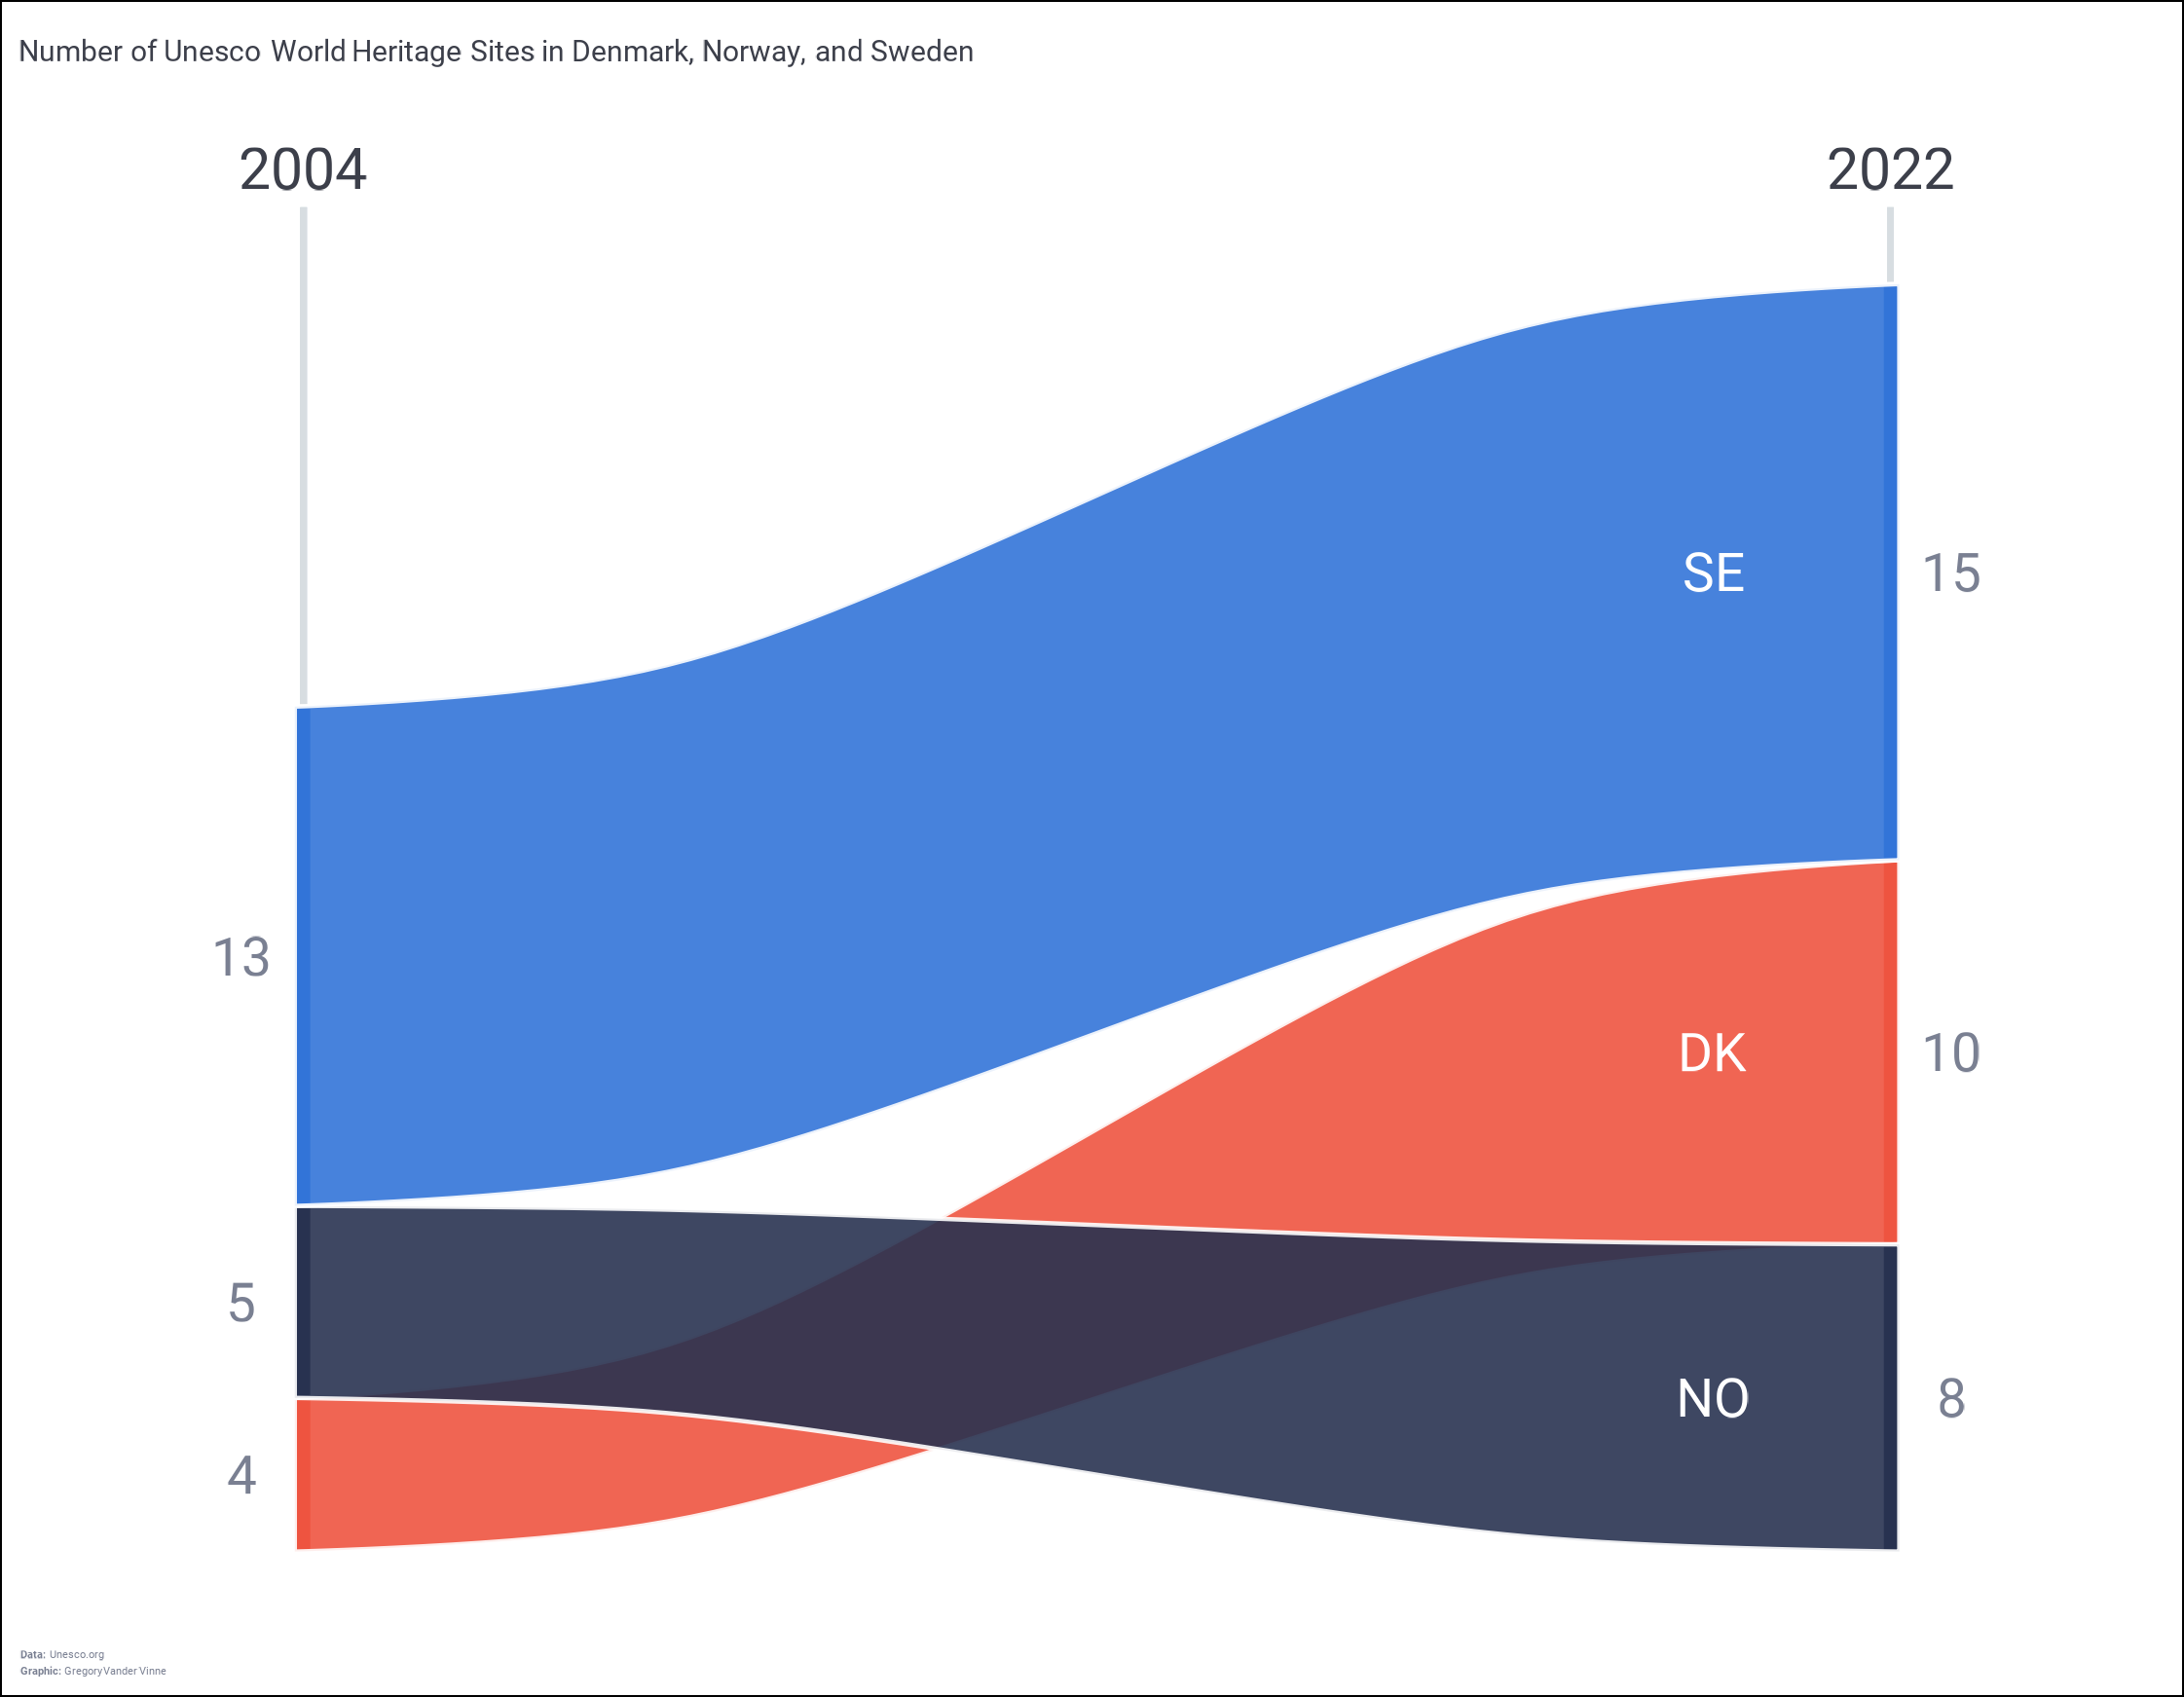 Number of Unesco World Heritage Sites in Denmark, Norway, and Sweden
2004
2022
SE
15
13
DK
10
5
NO
8
4
Data: Unesco.org
Graphic: Gregory Vander Vinne